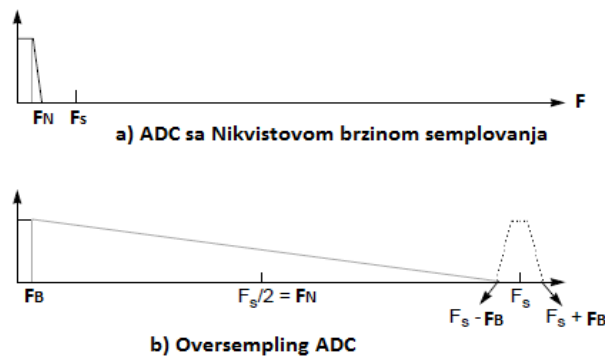 F
FN Fs
a) ADC sa Nikvistovom brzinom semplovanja
FB Fs/2 = FN Fs - FB Fs Fs + FB
b) Oversempling ADC